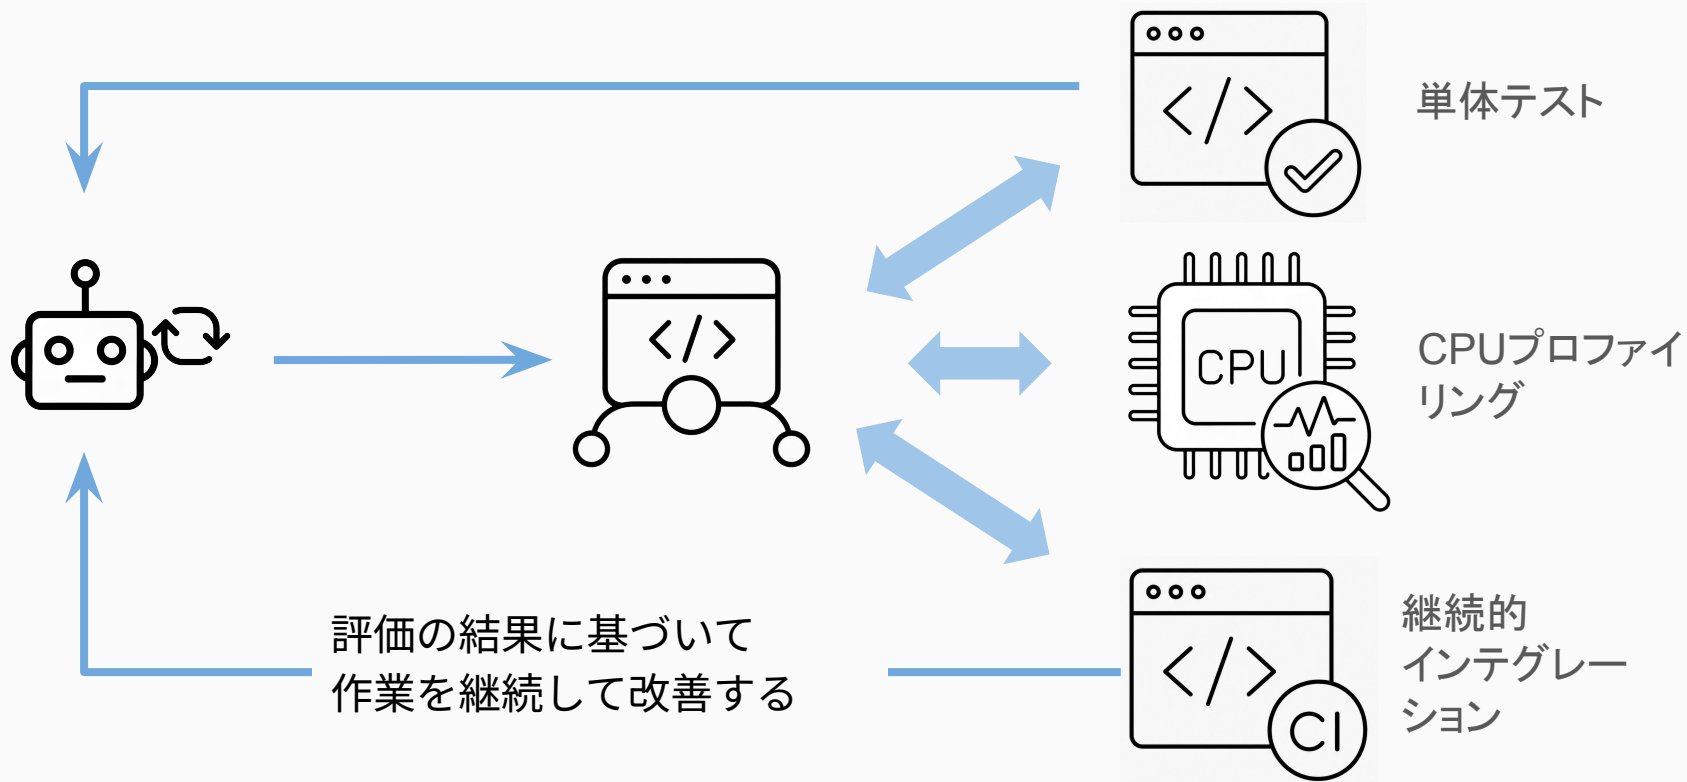 単体テスト
CPU
CPUプロファイ
リング
評価の結果に基づいて
作業を継続して改善する
継続的
インテグレー
ション
CI